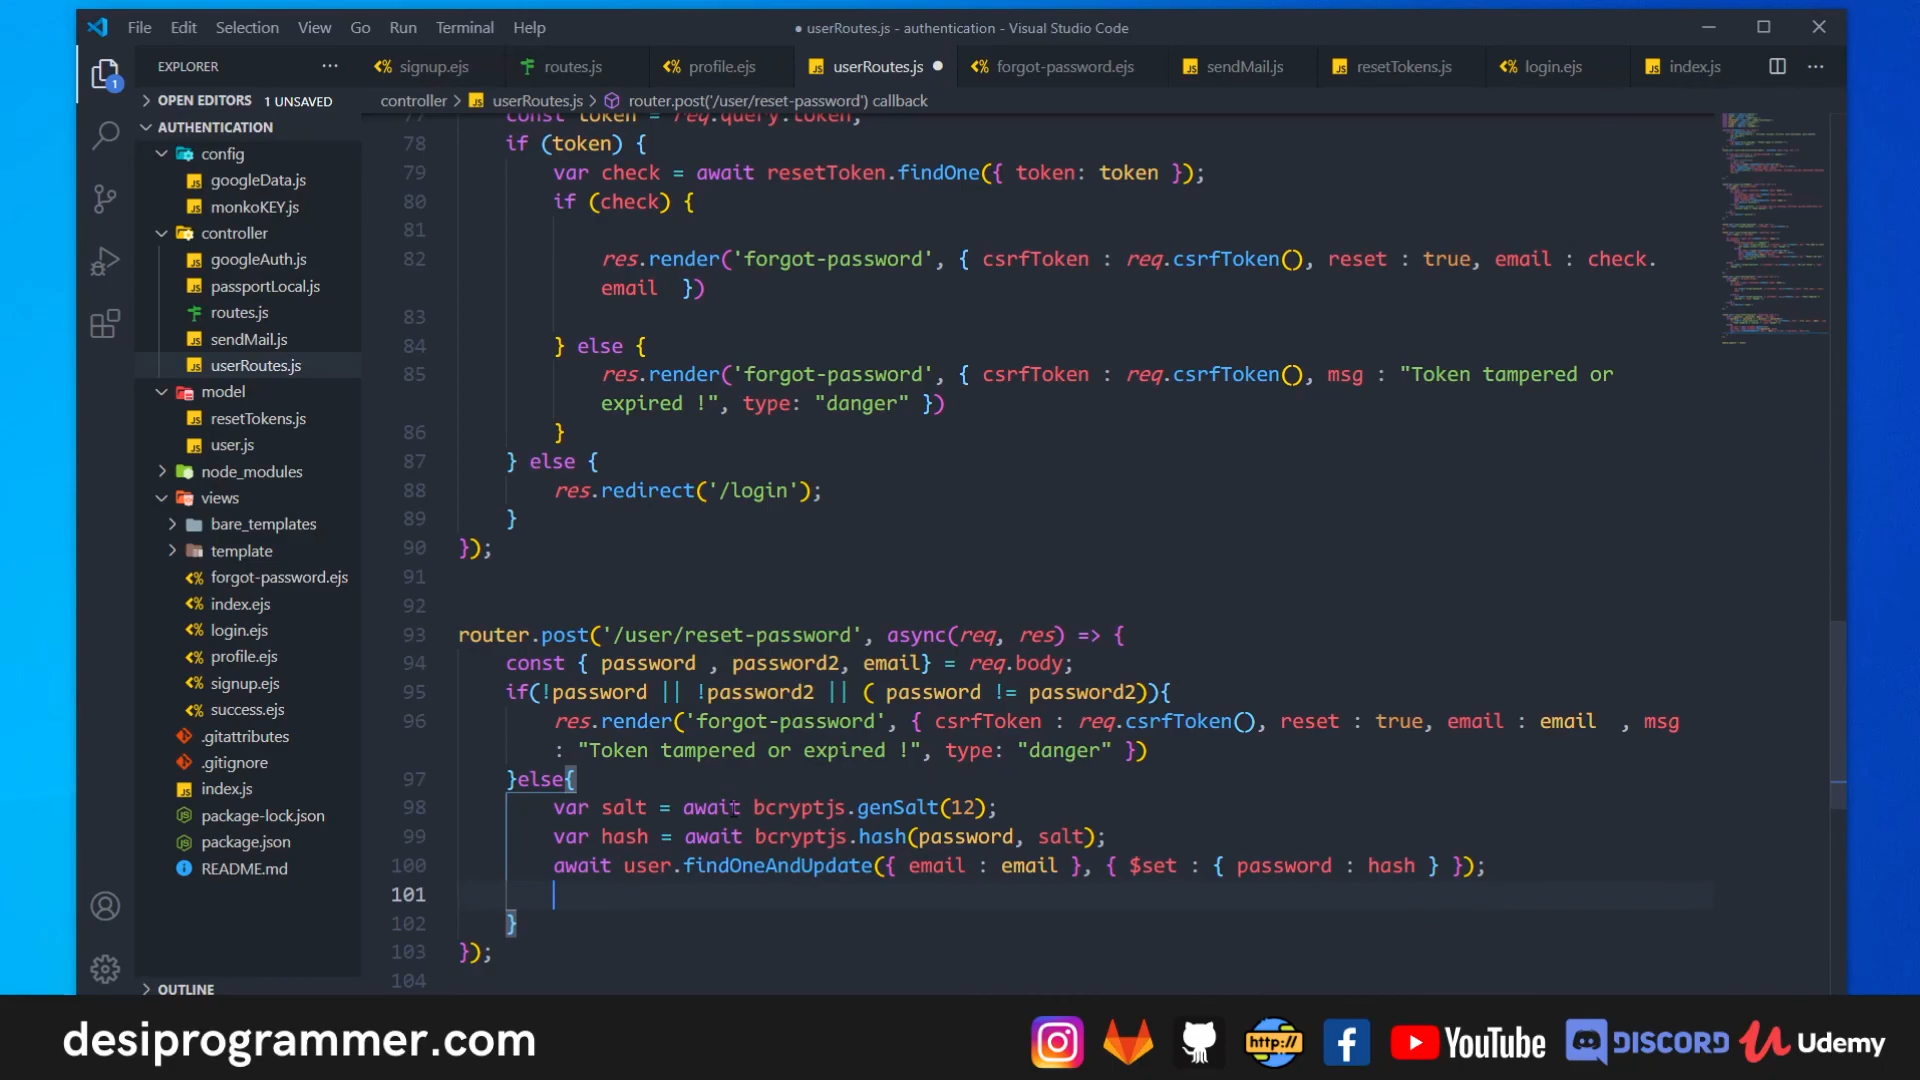 File Edit Selection View Go Run Terminal Help
● userRoutes.js - authentication - Visual Studio Code
EXPLORER
signup.ejs routes.js profile.ejs userRoutes.js forgot-password.ejs sendMail.js resetTokens.js login.ejs index.js
OPEN EDITORS 1 UNSAVED
controller > userRoutes.js > router.post('/user/reset-password') callback
1
AUTHENTICATION
config
googleData.js
monkoKEY.js
controller
googleAuth.js
passportLocal.js
routes.js
sendMail.js
userRoutes.js
model
resetTokens.js
user.js
node_modules
views
bare_templates
template
forgot-password.ejs
index.ejs
login.ejs
profile.ejs
signup.ejs
success.ejs
.gitattributes
.gitignore
index.js
package-lock.json
package.json
README.md
OUTLINE
77 const token = req.query.token;
78 if (token) {
79 var check = await resetToken.findOne({ token: token });
80 if (check) {
81
82 res.render('forgot-password', { csrfToken : req.csrfToken(), reset : true, email : check.
email })
83
84 } else {
85 res.render('forgot-password', { csrfToken : req.csrfToken(), msg : "Token tampered or
expired !", type: "danger" })
86 }
87 } else {
88 res.redirect('/login');
89 }
90 });
91
92
93 router.post('/user/reset-password', async(req, res) => {
94 const { password , password2, email} = req.body;
95 if(!password || !password2 || ( password != password2)){
96 res.render('forgot-password', { csrfToken : req.csrfToken(), reset : true, email : email , msg
: "Token tampered or expired !", type: "danger" })
97 }else{
98 var salt = await bcryptjs.genSalt(12);
99 var hash = await bcryptjs.hash(password, salt);
100 await user.findOneAndUpdate({ email : email }, { $set : { password : hash } });
101
102 }
103 });
104
desiprogrammer.com
http:// YouTube DISCORD Udemy